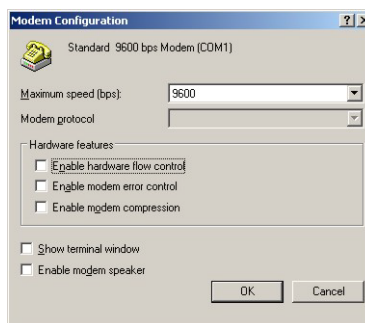 Modem Configuration
Standard 9600 bps Modem (COM1)
Maximum speed (bps):
9600
Modem protocol
Hardware features
Enable hardware flow control
Enable modem error control
Enable modem compression
Show terminal window
Enable modem speaker
OK
Cancel